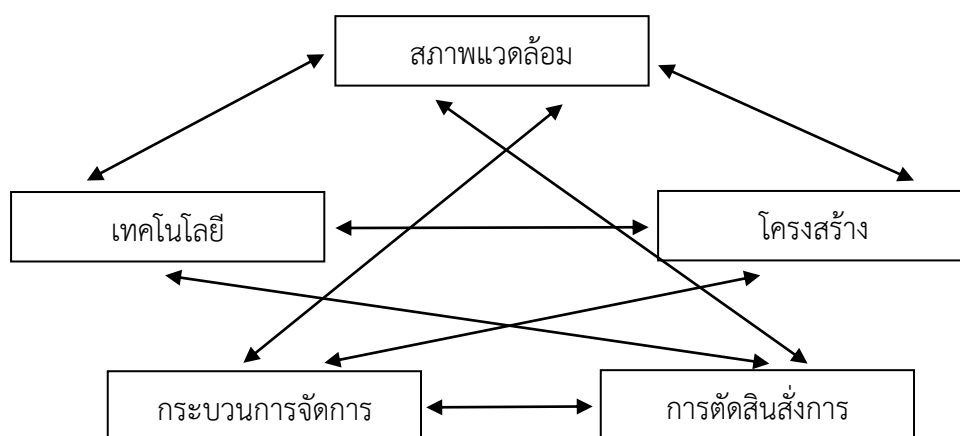 สภาพแวดล้อม
เทคโนโลยี
โครงสร้าง
กระบวนการจัดการ
การตัดสินสั่งการ